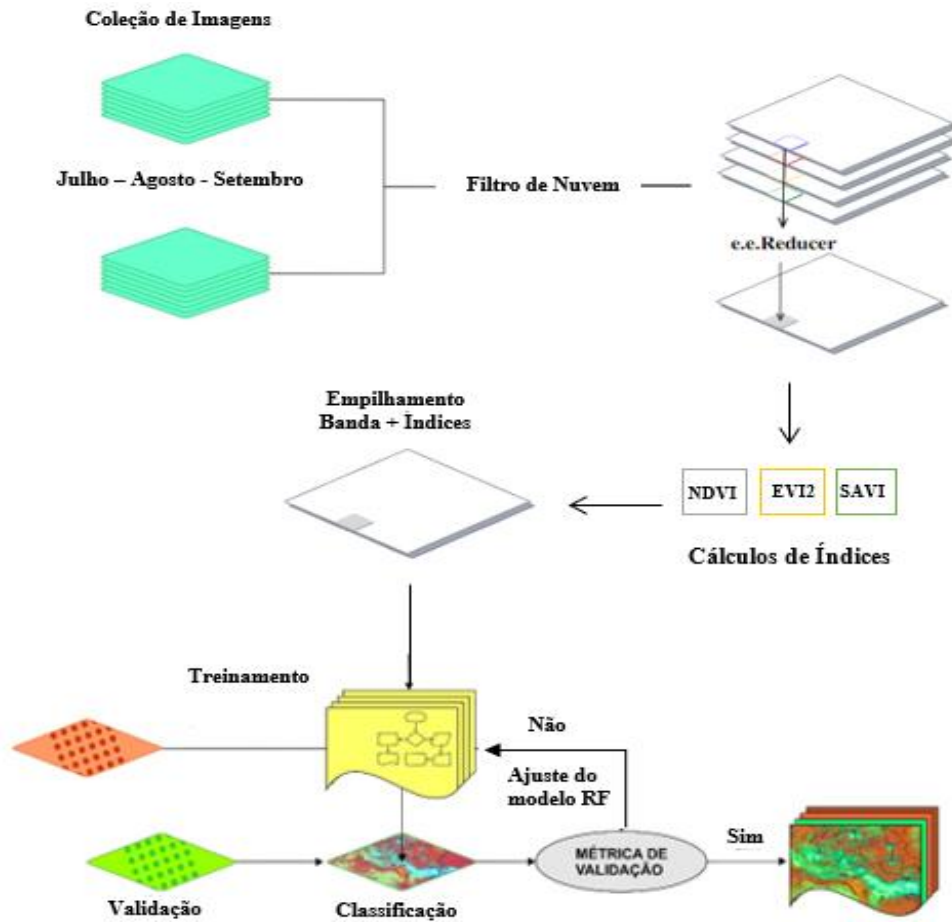 Coleção de Imagens
Julho – Agosto - Setembro
Filtro de Nuvem
e.e.Reducer
Empilhamento
Banda + Índices
NDVI
EVI2
SAVI
Cálculos de Índices
Treinamento
Não
Ajuste do
modelo RF
Sim
MÉTRICA DE
VALIDAÇÃO
Validação
Classificação